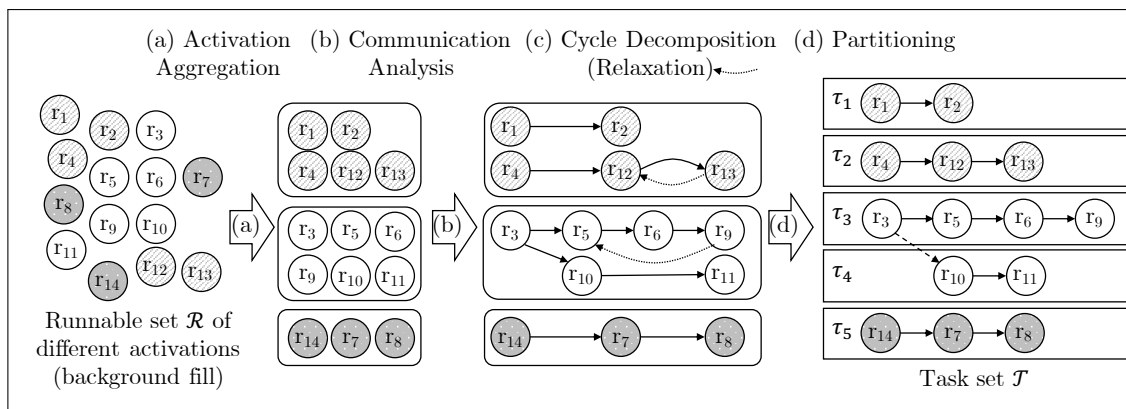 (a) Activation Aggregation
(b) Communication Analysis
(c) Cycle Decomposition (Relaxation)
(d) Partitioning
r1
r2
r3
r4
r5
r6
r7
r8
r9
r10
r11
r12
r13
r14
Runnable set R of
different activations
(background fill)
(a)
r1 r2
r4 r12 r13
r3 r5 r6
r9 r10 r11
r14 r7 r8
(b)
r1 r2
r4 r12 r13
r3 r5 r6 r9
r10 r11
r14 r7 r8
(d)
τ1 r1 r2
τ2 r4 r12 r13
τ3 r3 r5 r6 r9
τ4 r10 r11
τ5 r14 r7 r8
Task set T